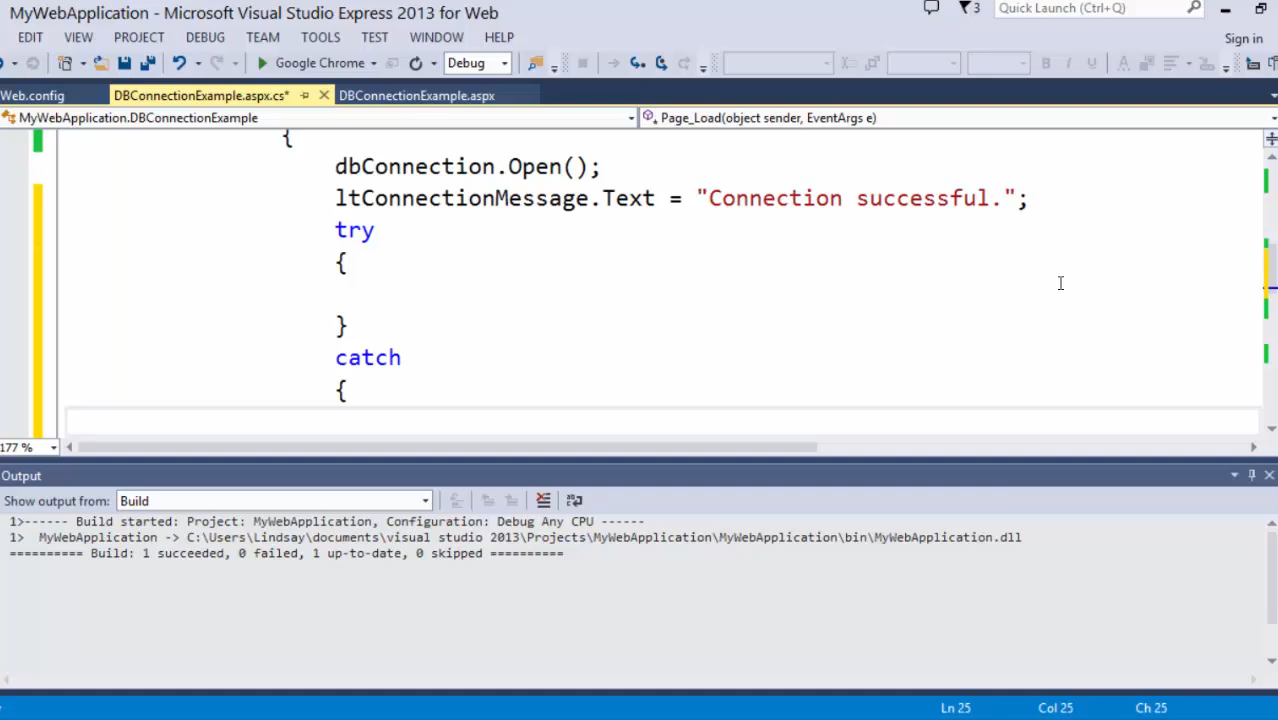 MyWebApplication - Microsoft Visual Studio Express 2013 for Web
3
Quick Launch (Ctrl+Q)
EDIT VIEW PROJECT DEBUG TEAM TOOLS TEST WINDOW HELP
Sign in
Google Chrome Debug B I U A
Web.config DBConnectionExample.aspx.cs* DBConnectionExample.aspx
MyWebApplication.DBConnectionExample Page_Load(object sender, EventArgs e)
{
dbConnection.Open();
ltConnectionMessage.Text = "Connection successful.";
try
{
}
catch
{
177 %
Output
Show output from: Build
1>------ Build started: Project: MyWebApplication, Configuration: Debug Any CPU ------
1> MyWebApplication -> C:\Users\Lindsay\documents\visual studio 2013\Projects\MyWebApplication\MyWebApplication\bin\MyWebApplication.dll
========== Build: 1 succeeded, 0 failed, 1 up-to-date, 0 skipped ==========
Ln 25 Col 25 Ch 25